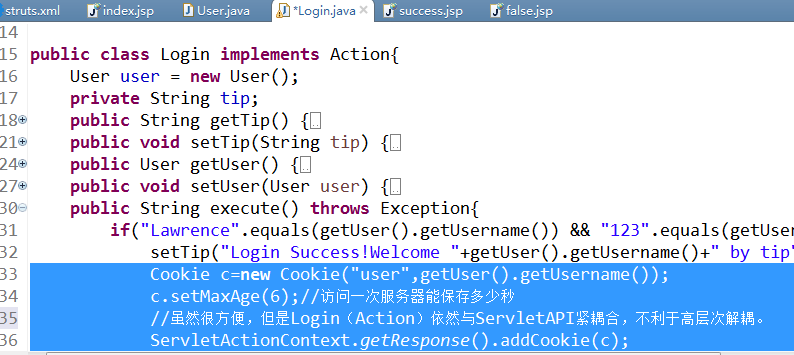 struts.xml index.jsp User.java *Login.java success.jsp false.jsp
14
15 public class Login implements Action{
16 User user = new User();
17 private String tip;
18 public String getTip() {
21 public void setTip(String tip) {
24 public User getUser() {
27 public void setUser(User user) {
30 public String execute() throws Exception{
31 if("Lawrence".equals(getUser().getUsername()) && "123".equals(getUser
32 setTip("Login Success!Welcome "+getUser().getUsername()+" by tip"
33 Cookie c=new Cookie("user",getUser().getUsername());
34 c.setMaxAge(6);//访问一次服务器能保存多少秒
35 //虽然很方便，但是Login（Action）依然与ServletAPI紧耦合，不利于高层次解耦。
36 ServletActionContext.getResponse().addCookie(c);